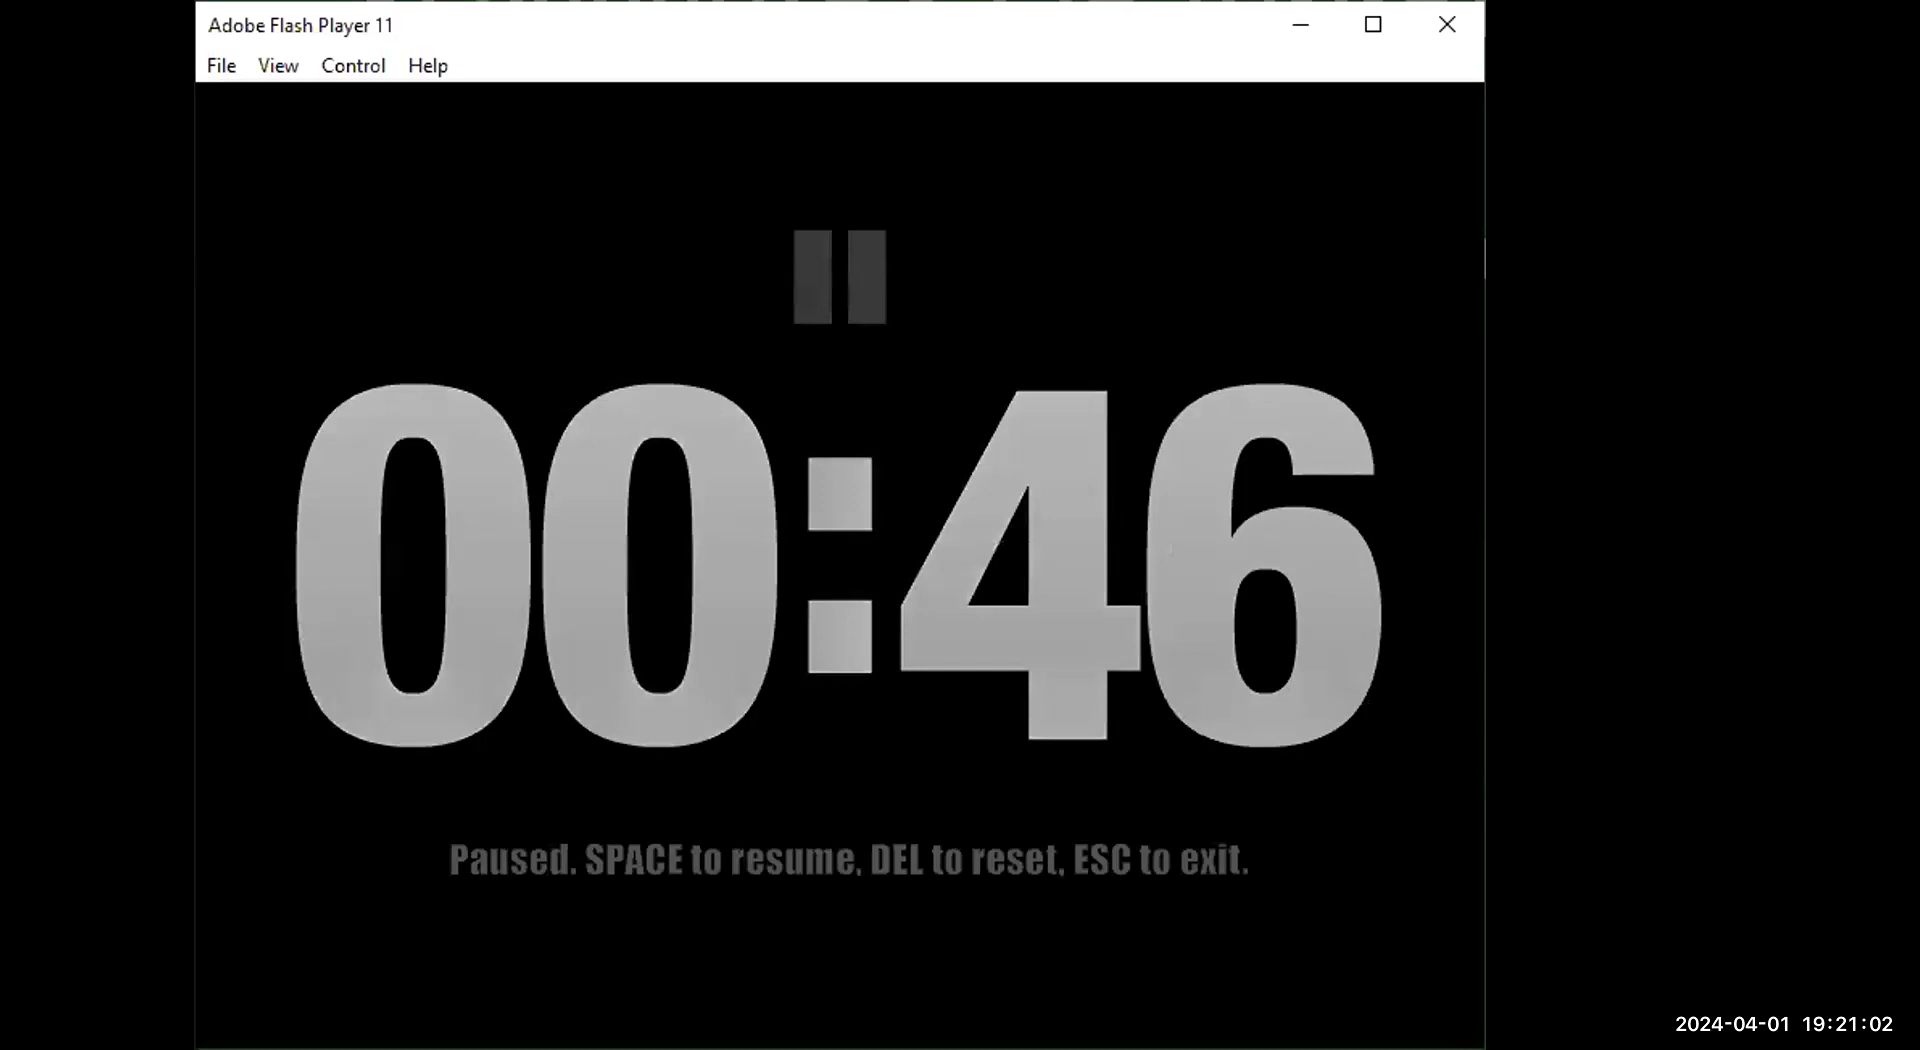 Adobe Flash Player 11
File View Control Help
00:46
Paused. SPACE to resume, DEL to reset, ESC to exit.
2024-04-01 19:21:02